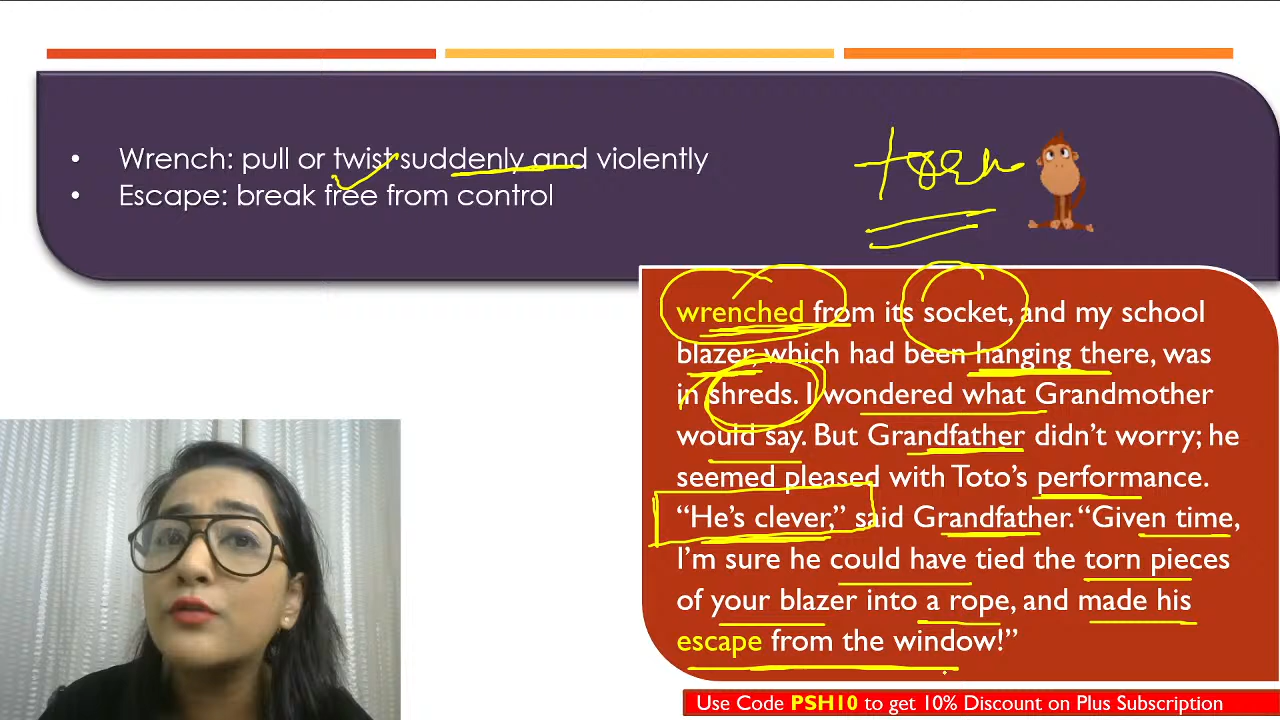 • Wrench: pull or twist suddenly and violently
• Escape: break free from control
torn
wrenched from its socket, and my school
blazer, which had been hanging there, was
in shreds. I wondered what Grandmother
would say. But Grandfather didn’t worry; he
seemed pleased with Toto’s performance.
“He’s clever,” said Grandfather. “Given time,
I’m sure he could have tied the torn pieces
of your blazer into a rope, and made his
escape from the window!”
Use Code PSH10 to get 10% Discount on Plus Subscription